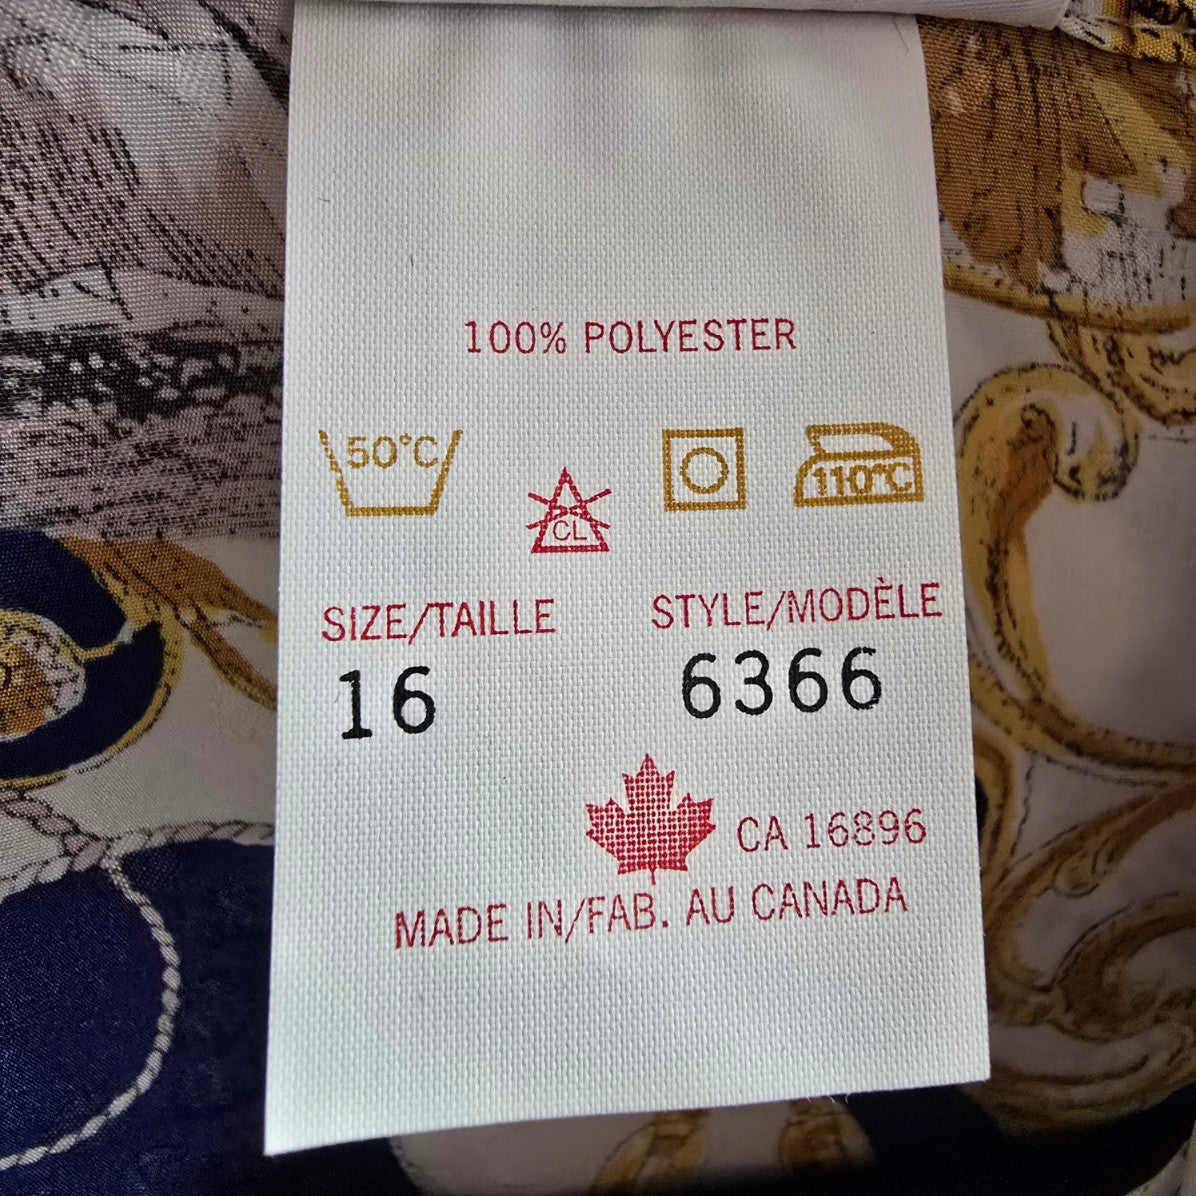 100% POLYESTER
50°C
CL
110°C
SIZE/TAILLE
STYLE/MODÈLE
16
6366
CA 16896
MADE IN/FAB. AU CANADA